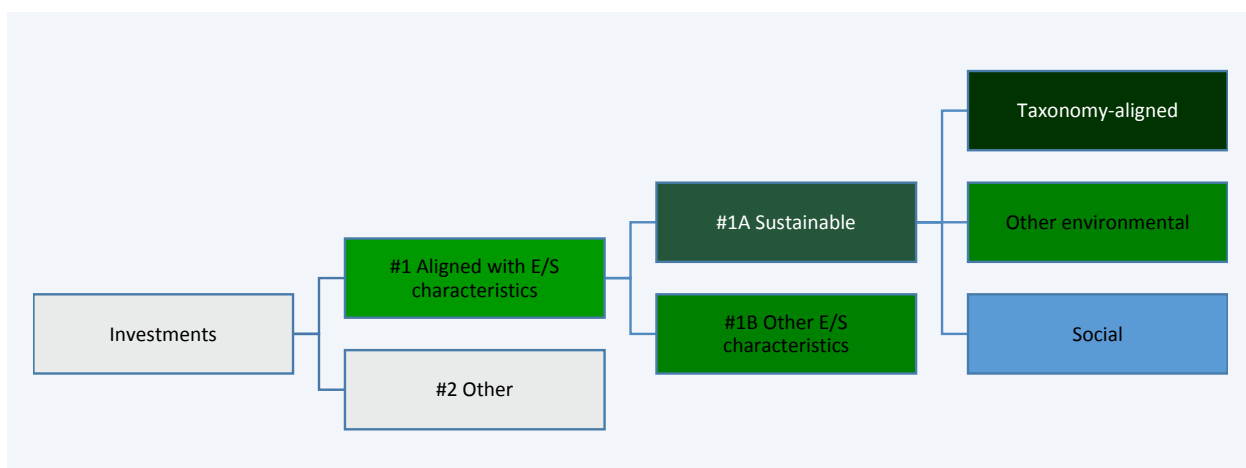 Taxonomy-aligned
#1A Sustainable
Other environmental
#1 Aligned with E/S
characteristics
Investments
#1B Other E/S
characteristics
Social
#2 Other